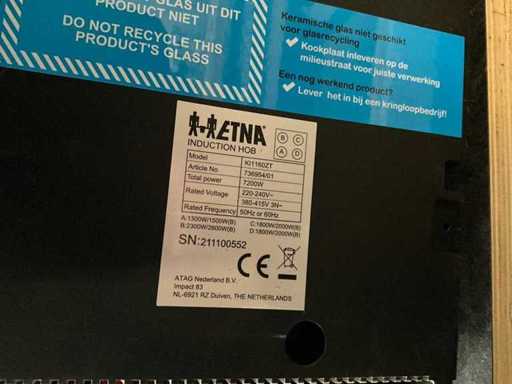 GLAS UIT DIT
PRODUCT NIET
DO NOT RECYCLE THIS
PRODUCT'S GLASS
Keramische glas niet geschikt
voor glasrecycling
Kookplaat inleveren op de
milieustraat voor juiste verwerking
Een nog werkend product?
Lever het in bij een kringloopbedrijf!
ETNA
INDUCTION HOB
B C
A D
Model KI1160ZT
Article No 736954/01
Total power 7200W
Rated Voltage 220-240V~
380-415V 3N~
Rated Frequency 50Hz or 60Hz
A:1300W/1500W(B) C:1800W/2000W(B)
B:2300W/2800W(B) D:1800W/2000W(B)
SN:211100552
CE
ATAG Nederland B.V.
Impact 83
NL-6921 RZ Duiven, THE NETHERLANDS